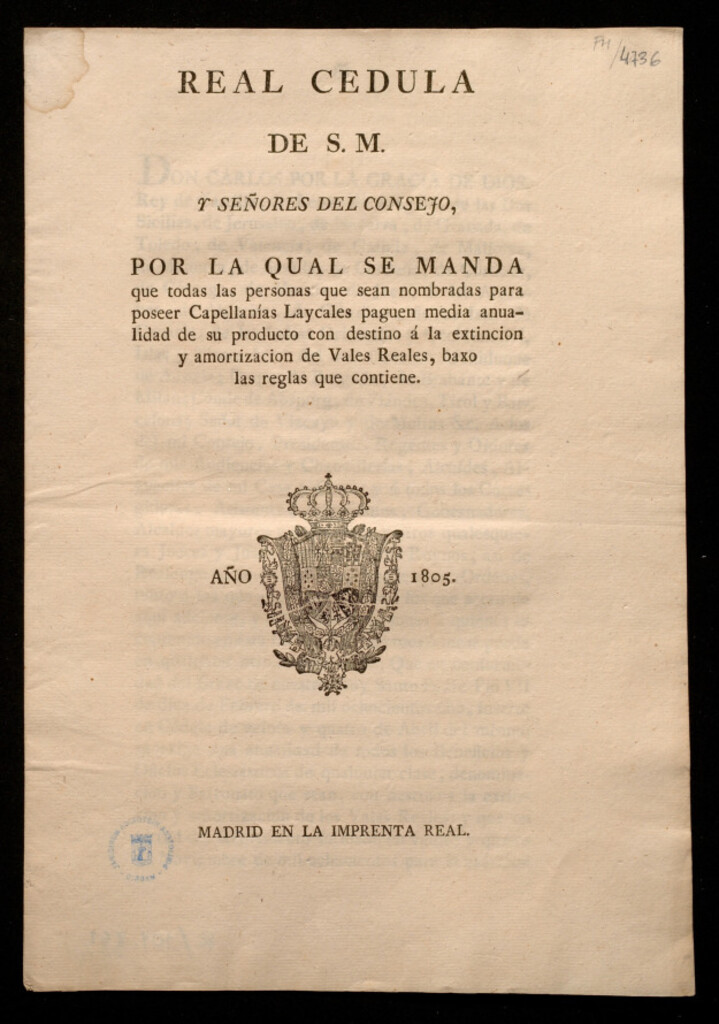 FH/4736
REAL CEDULA
DE S. M.
Y SEÑORES DEL CONSEJO,
POR LA QUAL SE MANDA
que todas las personas que sean nombradas para
poseer Capellanías Laycales paguen media anua-
lidad de su producto con destino á la extincion
y amortizacion de Vales Reales, baxo
las reglas que contiene.
AÑO 1805.
MADRID EN LA IMPRENTA REAL.